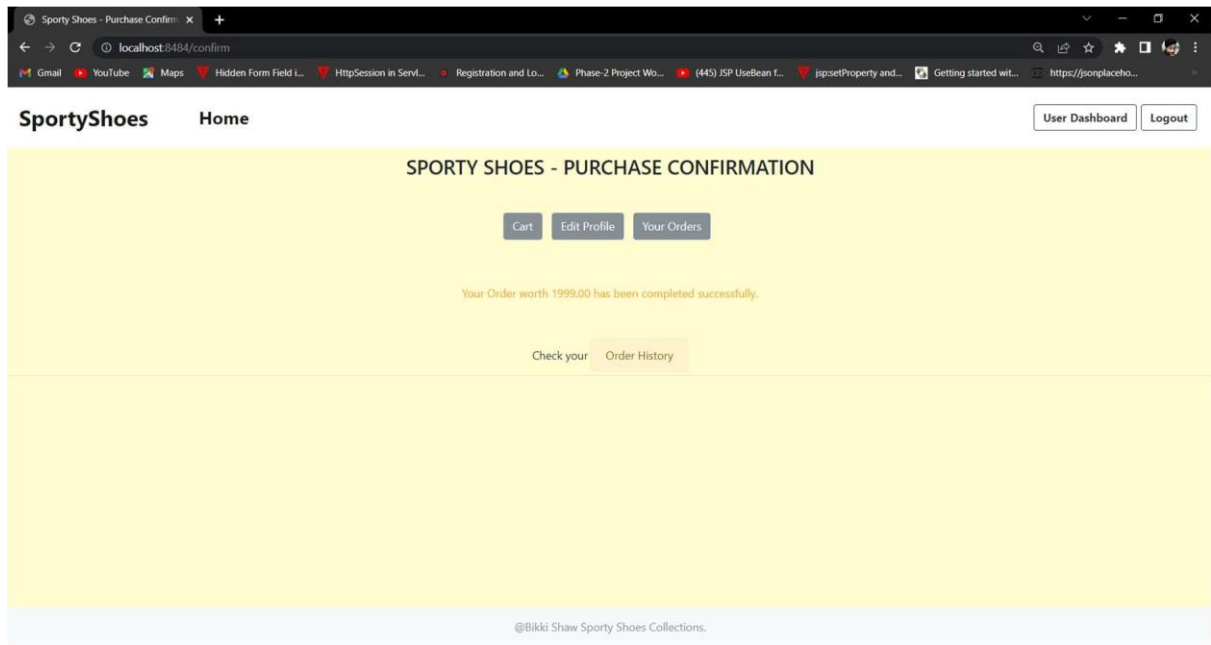 Sporty Shoes - Purchase Confirm
localhost:8484/confirm
Gmail YouTube Maps Hidden Form Field i... HttpSession in Servl... Registration and Lo... Phase-2 Project Wo... (445) JSP UseBean f... jsp:setProperty and... Getting started wit... https://jsonplaceho...
SportyShoes Home User Dashboard Logout
SPORTY SHOES - PURCHASE CONFIRMATION
Cart Edit Profile Your Orders
Your Order worth 1999.00 has been completed successfully.
Check your Order History
@Bikki Shaw Sporty Shoes Collections.